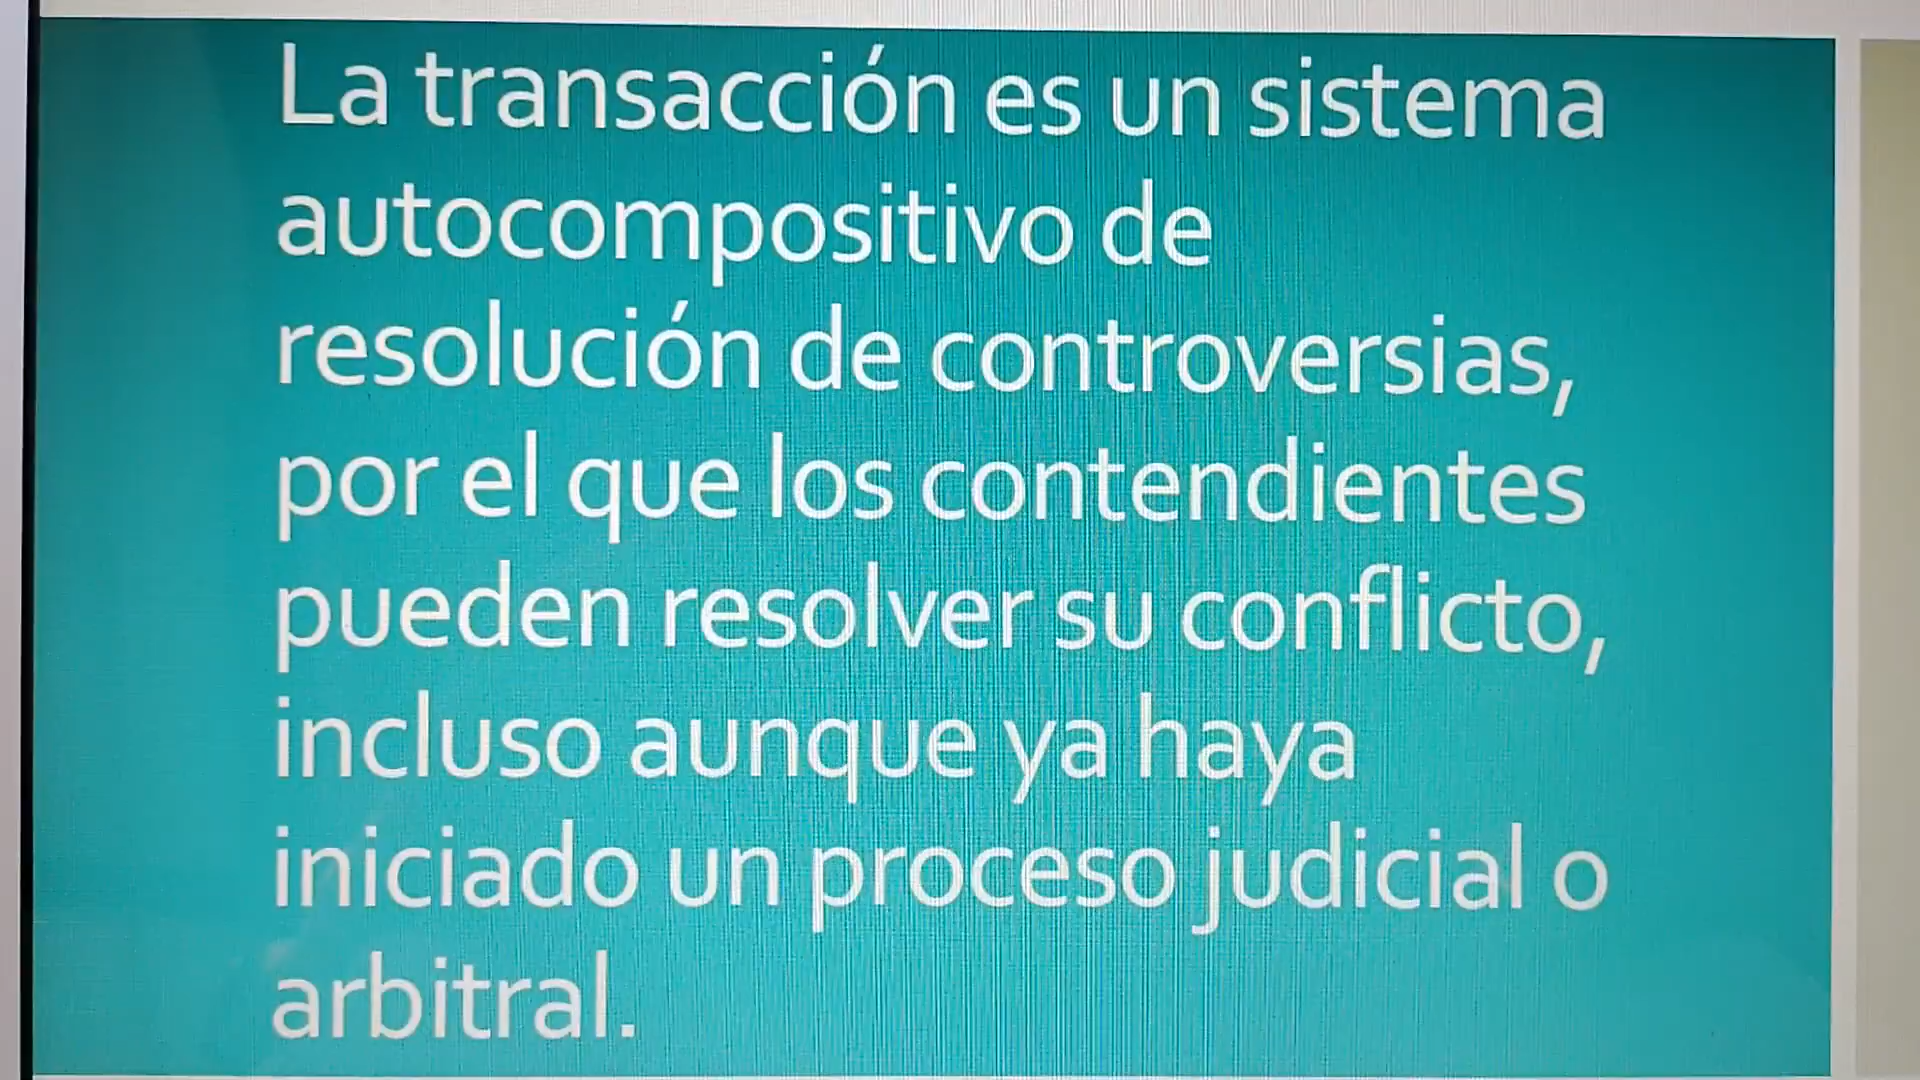 La transacción es un sistema
autocompositivo de
resolución de controversias,
por el que los contendientes
pueden resolver su conflicto,
incluso aunque ya haya
iniciado un proceso judicial o
arbitral.